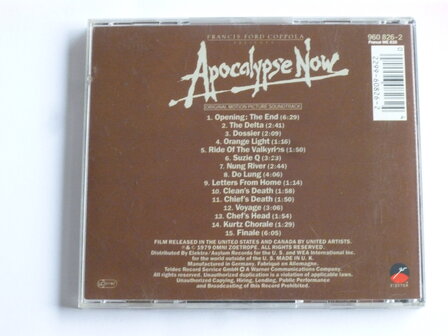 FRANCIS FORD COPPOLA
PRESENTS
960 826-2
France: WE 835
Apocalypse Now
ORIGINAL MOTION PICTURE SOUNDTRACK
1. Opening: The End (6:29)
2. The Delta (2:41)
3. Dossier (2:09)
4. Orange Light (1:16)
5. Ride Of The Valkyries (1:50)
6. Suzie Q (3:23)
7. Nung River (2:44)
8. Do Lung (4:06)
9. Letters From Home (1:14)
10. Clean's Death (1:58)
11. Chief's Death (1:50)
12. Voyage (3:06)
13. Chef's Head (1:54)
14. Kurtz Chorale (1:29)
15. Finale (6:05)
FILM RELEASED IN THE UNITED STATES AND CANADA BY UNITED ARTISTS.
℗ & © 1979 OMNI ZOETROPE. ALL RIGHTS RESERVED.
Distributed By Elektra/Asylum Records for the U.S. and WEA International Inc.
for the world outside of the U. S. MADE IN U. K.
Manufactured in Germany. Fabriqué en Allemagne.
Teldec Record Service GmbH A Warner Communications Company.
All rights reserved. Unauthorized duplication is a violation of applicable laws.
Unauthorized Copying, Hiring, Lending, Public Performance
and Broadcasting of this Record Prohibited.